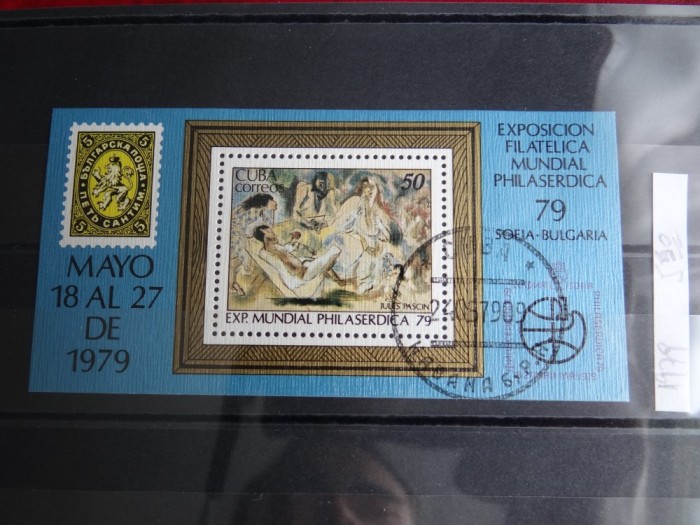 5 5
БЪЛГАРСКА ПОЩА
ПЕТЬ САНТИМ.
5 5
MAYO
18 AL 27
DE
1979
CUBA
correos
50
JULES PASCIN
EXP. MUNDIAL PHILASERDICA 79
EXPOSICION
FILATELICA
MUNDIAL
PHILASERDICA
79
SOFIA-BULGARIA